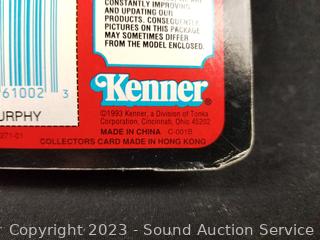 CONSTANTLY IMPROVING
AND UPDATING OUR
PRODUCTS. CONSEQUENTLY
PICTURES ON THIS PACKAGE
MAY SOMETIMES DIFFER
FROM THE MODEL ENCLOSED.
61002 3
URPHY
Kenner
©1993 Kenner, a Division of Tonka
Corporation, Cincinnati, Ohio 45202
271-01
MADE IN CHINA C-001B
COLLECTORS CARD MADE IN HONG KONG
Copyright 2023 - Sound Auction Service